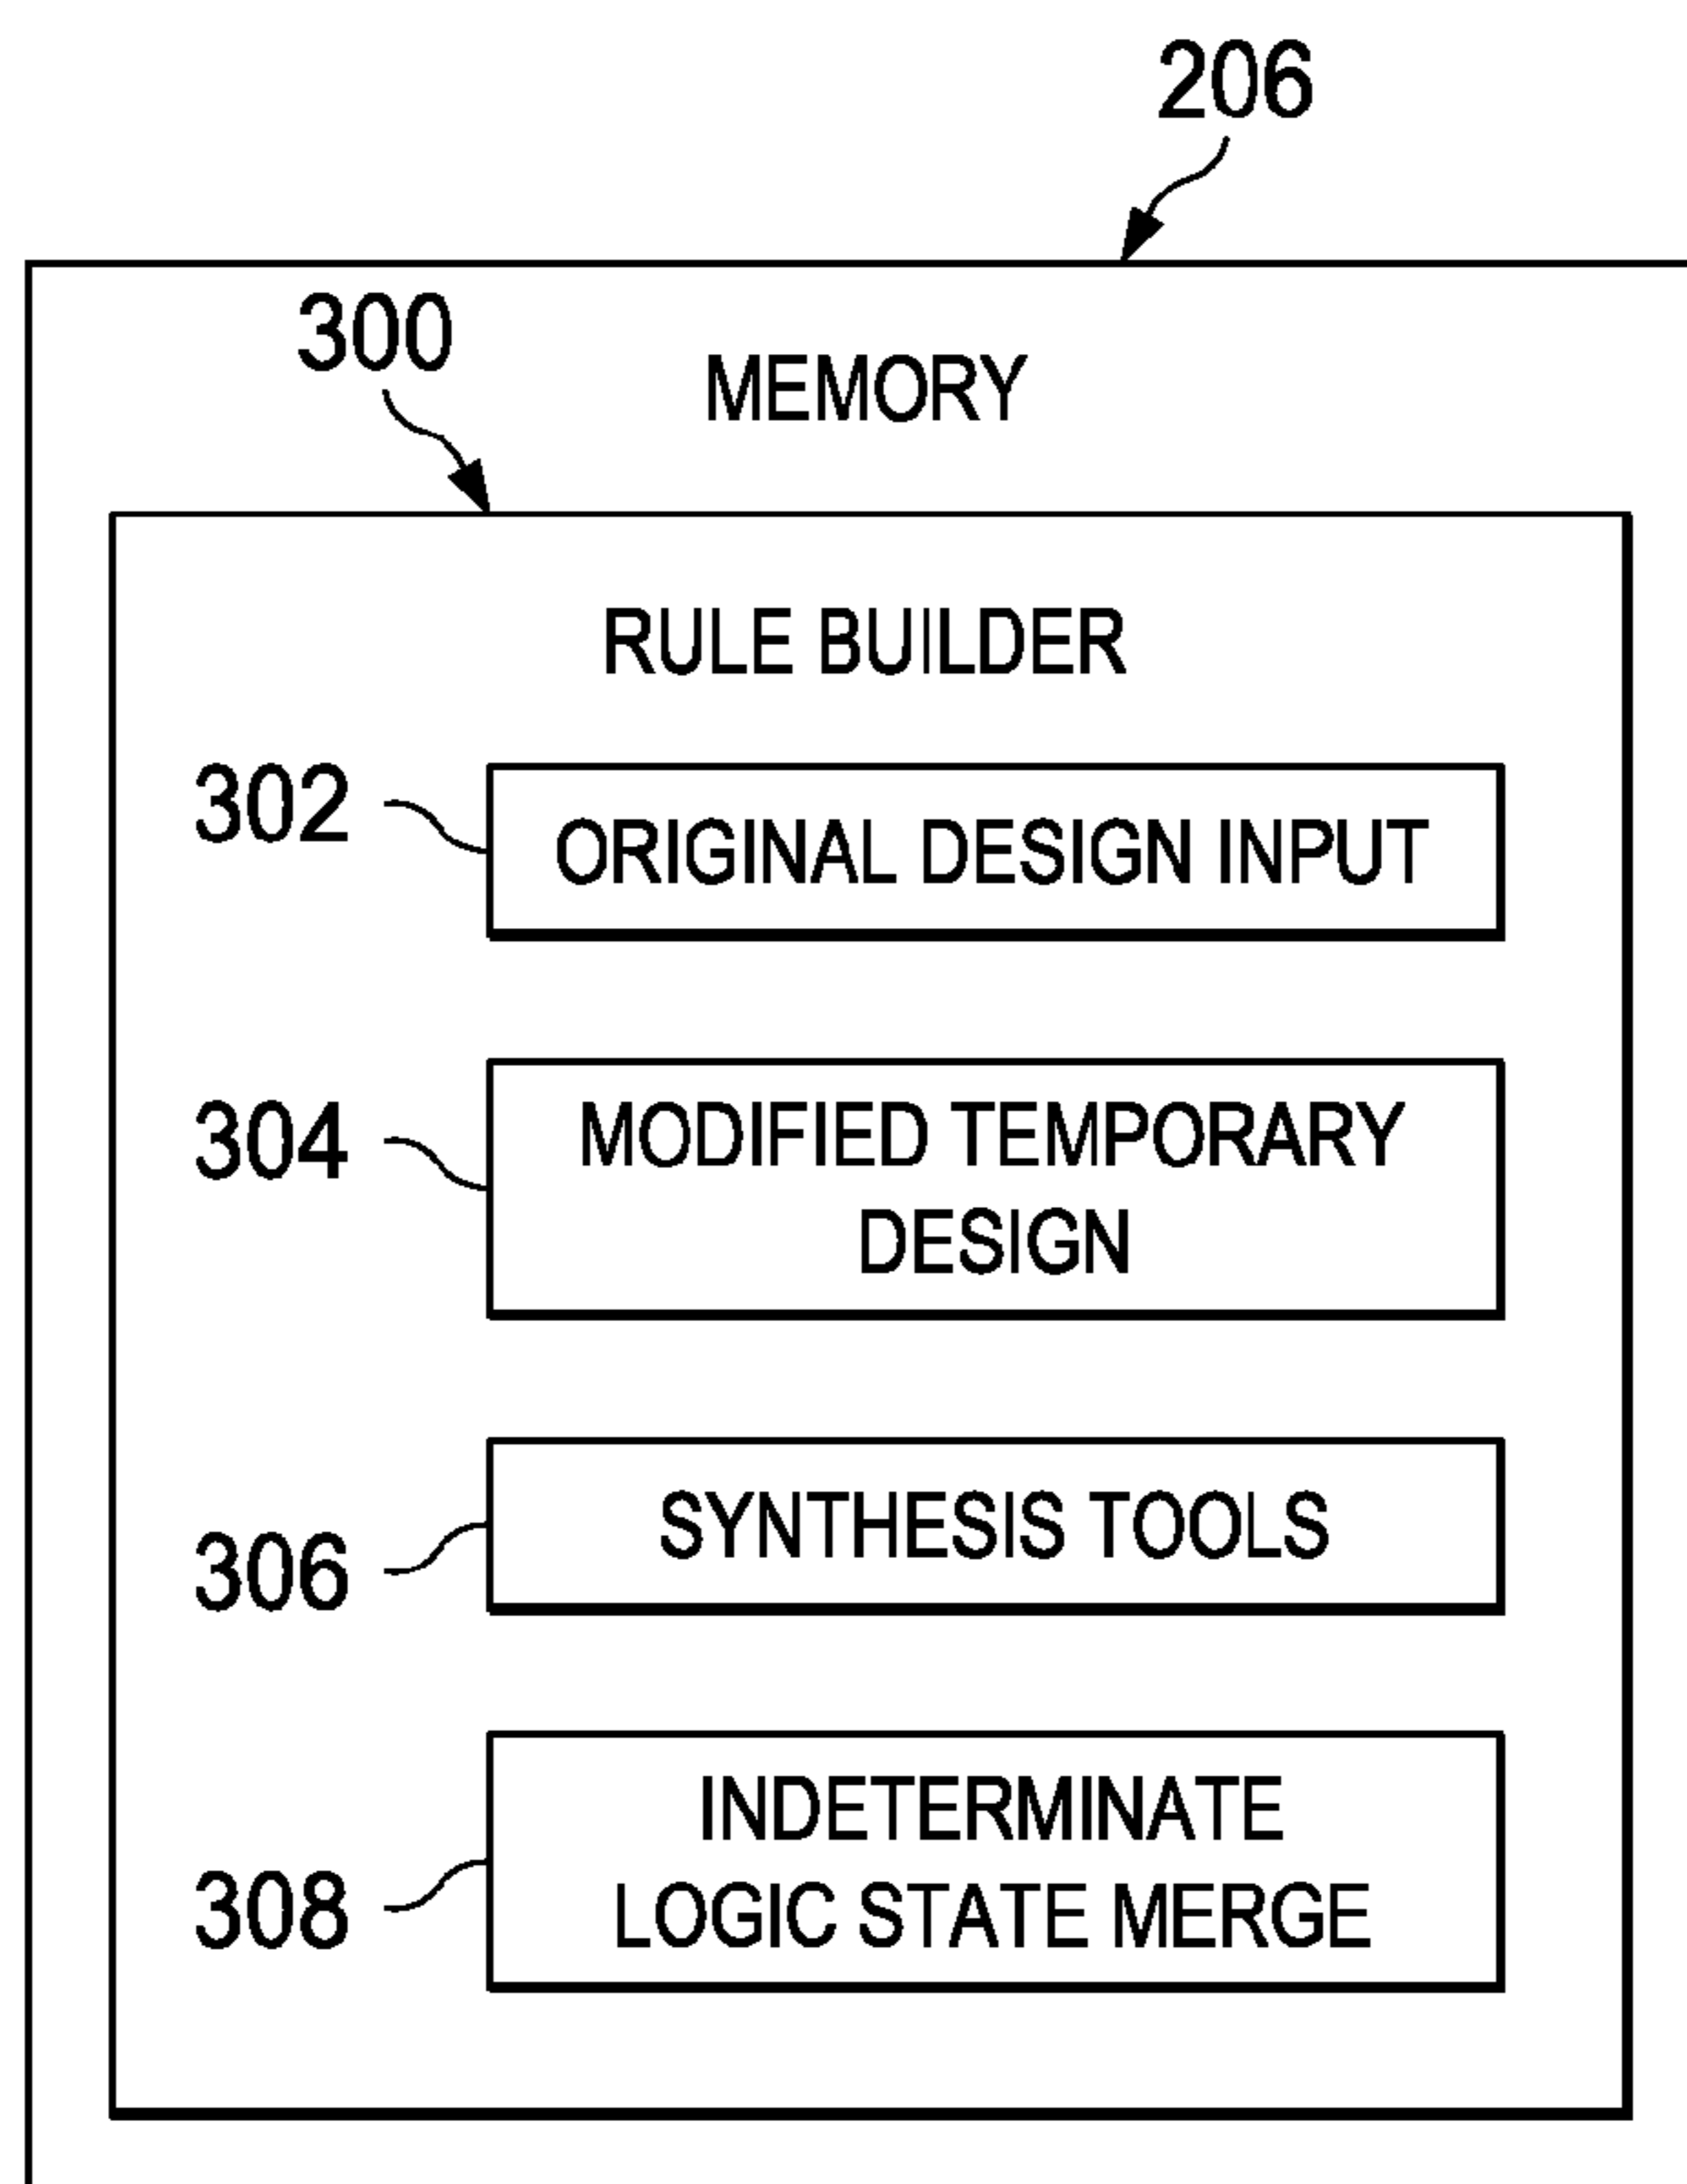 206
300
MEMORY
RULE BUILDER
302
ORIGINAL DESIGN INPUT
304
MODIFIED TEMPORARY
DESIGN
306
SYNTHESIS TOOLS
308
INDETERMINATE
LOGIC STATE MERGE